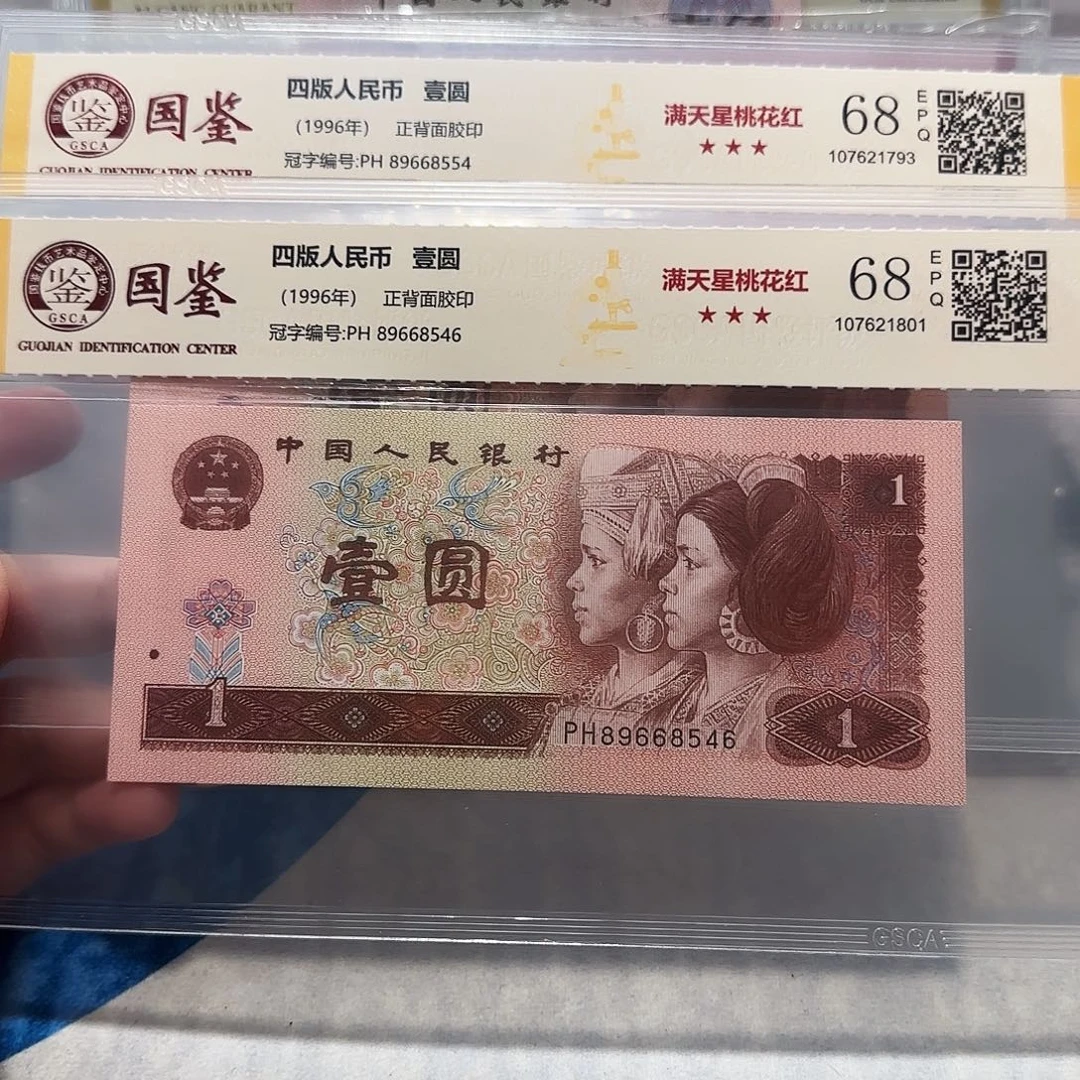 国鉴
GSCA
GUOJIAN IDENTIFICATION CENTER
四版人民币 壹圆
(1996年) 正背面胶印
冠字编号:PH 89668554
满天星桃花红
★★★
68
EPQ
107621793
鉴
GSCA
国鉴
GUOJIAN IDENTIFICATION CENTER
四版人民币 壹圆
(1996年) 正背面胶印
冠字编号:PH 89668546
满天星桃花红
★★★
68
EPQ
107621801
中国人民银行
1
壹圆
1
PH89668546
1
GSCA